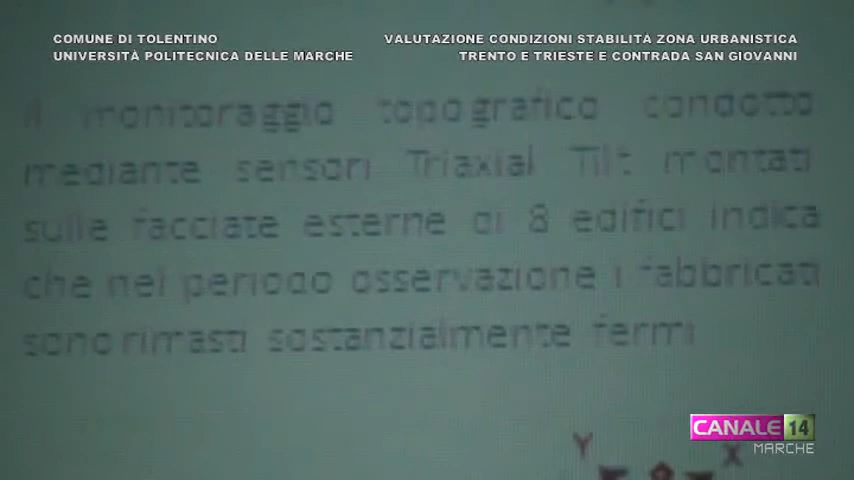 COMUNE DI TOLENTINO
UNIVERSITÀ POLITECNICA DELLE MARCHE
VALUTAZIONE CONDIZIONI STABILITÀ ZONA URBANISTICA
TRENTO E TRIESTE E CONTRADA SAN GIOVANNI
Il monitoraggio topografico condotto
mediante sensori Triaxial Tilt montati
sulle facciate esterne di 8 edifici indica
che nel periodo osservazione i fabbricati
sono rimasti sostanzialmente fermi
Y
X
CANALE 14
MARCHE